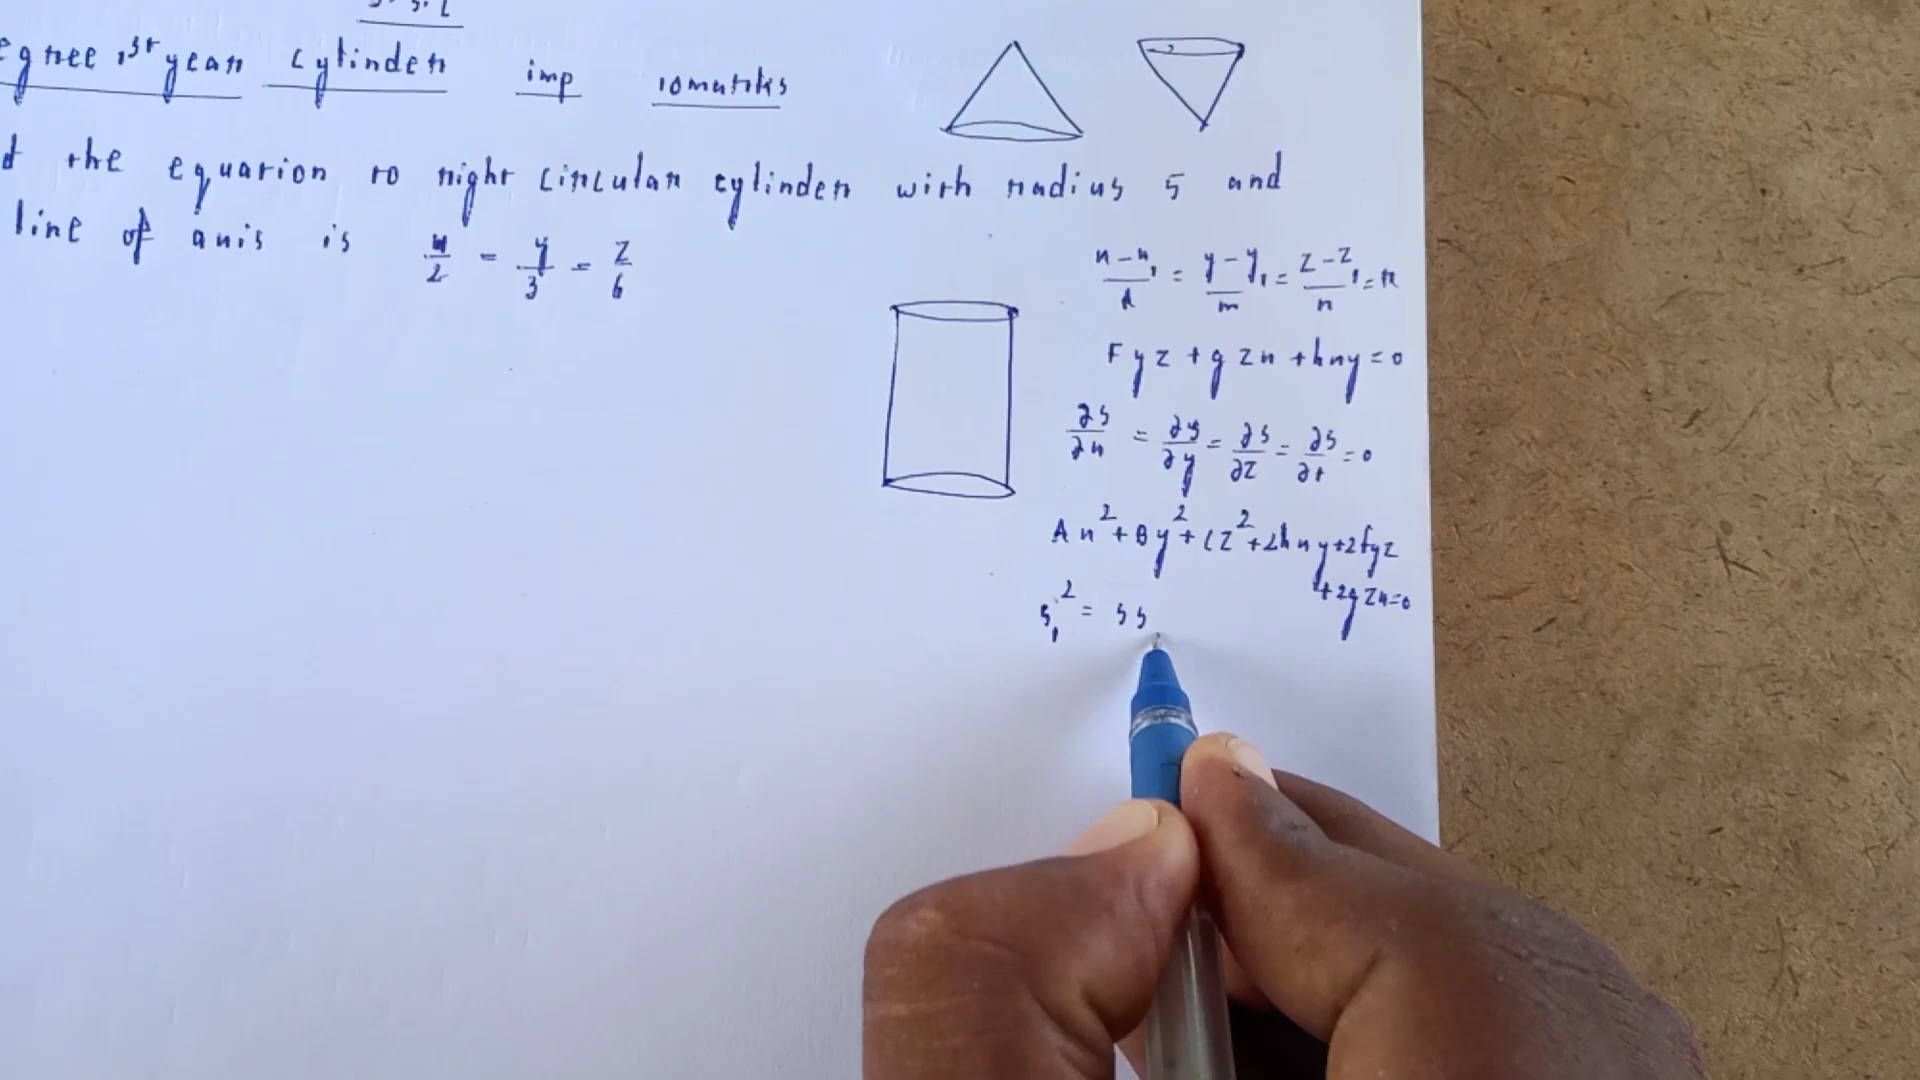 egree 1st year cylinder imp 10marks
d the equation to right circular cylinder with radius 5 and
line of axis is x/2 = y/3 = z/6
x-x₁/l = y-y₁/m = z-z₁/n = r
Fyz + gzx + hxy = 0
∂s/∂x = ∂s/∂y = ∂s/∂z = ∂s/∂t = 0
Ax² + By² + Cz² + 2hxy + 2fyz
+ 2gzx = 0
s₁² = ss